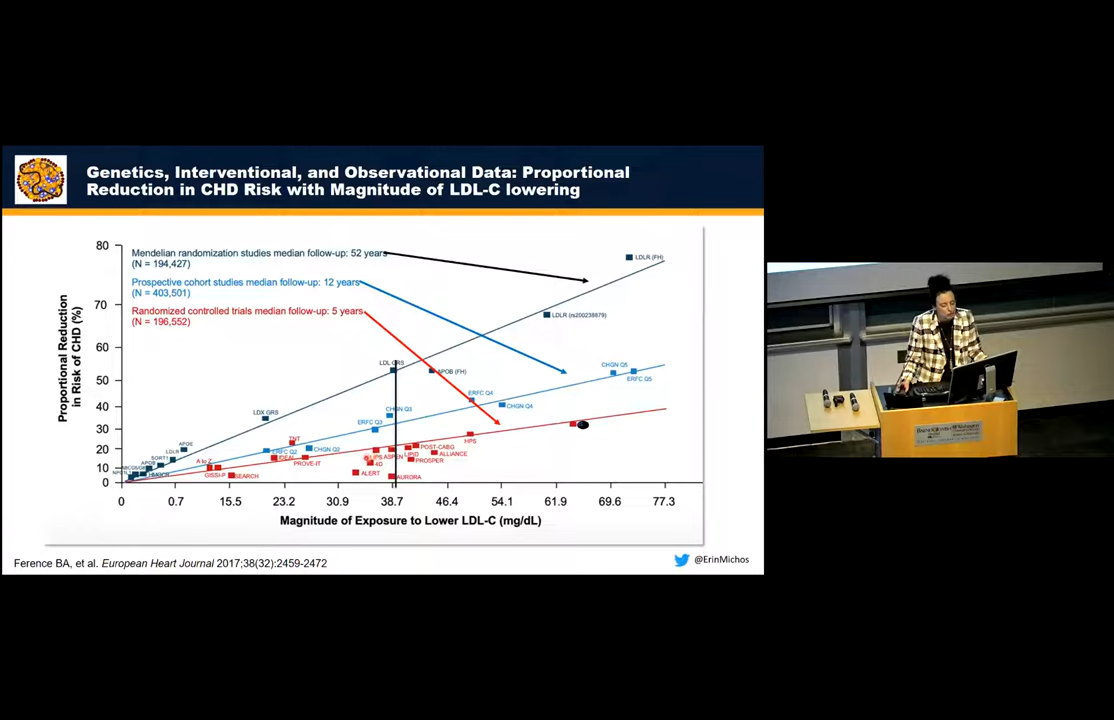 Genetics, Interventional, and Observational Data: Proportional
Reduction in CHD Risk with Magnitude of LDL-C lowering
Mendelian randomization studies median follow-up: 52 years
(N = 194,427)
Prospective cohort studies median follow-up: 12 years
(N = 403,501)
Randomized controlled trials median follow-up: 5 years
(N = 196,552)
Proportional Reduction
in Risk of CHD (%)
80
70
60
50
40
30
20
10
0
LDLR (FH)
LDLR (rs200238879)
LDL GRS
APOB (FH)
CHGN Q5
ERFC Q5
ERFC Q4
CHGN Q4
LDX GRS
CHGN Q3
ERFC Q3
TNT
HPS
APOE
LDLR
ERFC Q2
CHGN Q2
POST-CABG
SORT1
APOB
A to Z
IDEAL
PROVE-IT
LIPS
ASPEN
LIPID
ALLIANCE
PROSPER
4D
HMGCR
GISSI-P
SEARCH
ALERT
AURORA
0 0.7 15.5 23.2 30.9 38.7 46.4 54.1 61.9 69.6 77.3
Magnitude of Exposure to Lower LDL-C (mg/dL)
Ference BA, et al. European Heart Journal 2017;38(32):2459-2472
@ErinMichos